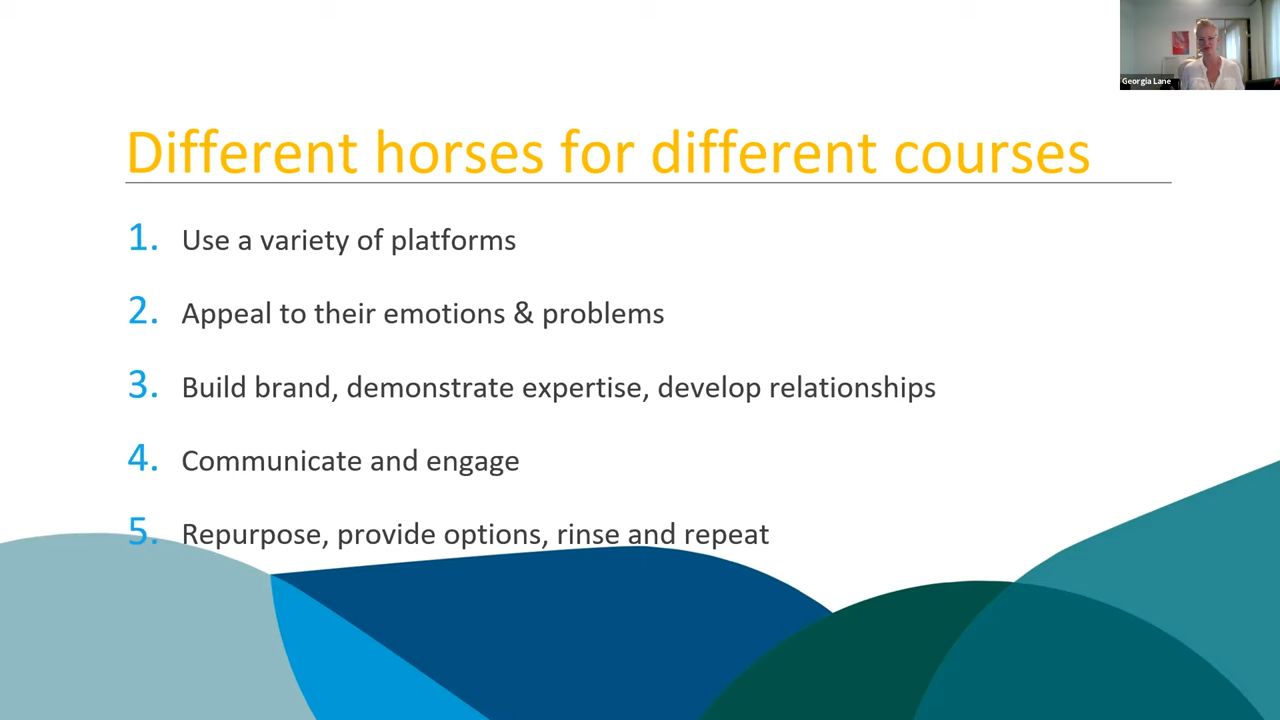 Georgia Lane
Different horses for different courses
1. Use a variety of platforms
2. Appeal to their emotions & problems
3. Build brand, demonstrate expertise, develop relationships
4. Communicate and engage
5. Repurpose, provide options, rinse and repeat